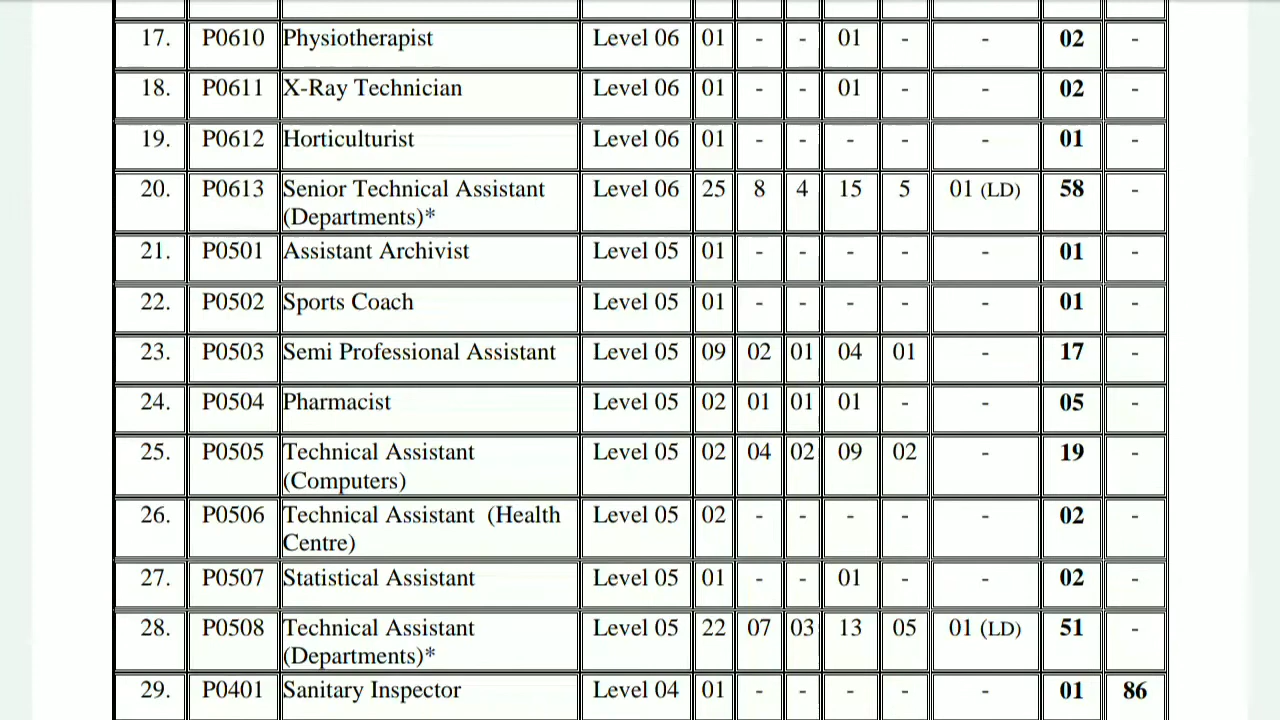 17. P0610 Physiotherapist Level 06 01 - - 01 - - 02 -
18. P0611 X-Ray Technician Level 06 01 - - 01 - - 02 -
19. P0612 Horticulturist Level 06 01 - - - - - 01 -
20. P0613 Senior Technical Assistant Level 06 25 8 4 15 5 01 (LD) 58 -
(Departments)*
21. P0501 Assistant Archivist Level 05 01 - - - - - 01 -
22. P0502 Sports Coach Level 05 01 - - - - - 01 -
23. P0503 Semi Professional Assistant Level 05 09 02 01 04 01 - 17 -
24. P0504 Pharmacist Level 05 02 01 01 01 - - 05 -
25. P0505 Technical Assistant Level 05 02 04 02 09 02 - 19 -
(Computers)
26. P0506 Technical Assistant (Health Level 05 02 - - - - - 02 -
Centre)
27. P0507 Statistical Assistant Level 05 01 - - 01 - - 02 -
28. P0508 Technical Assistant Level 05 22 07 03 13 05 01 (LD) 51 -
(Departments)*
29. P0401 Sanitary Inspector Level 04 01 - - - - - 01 86